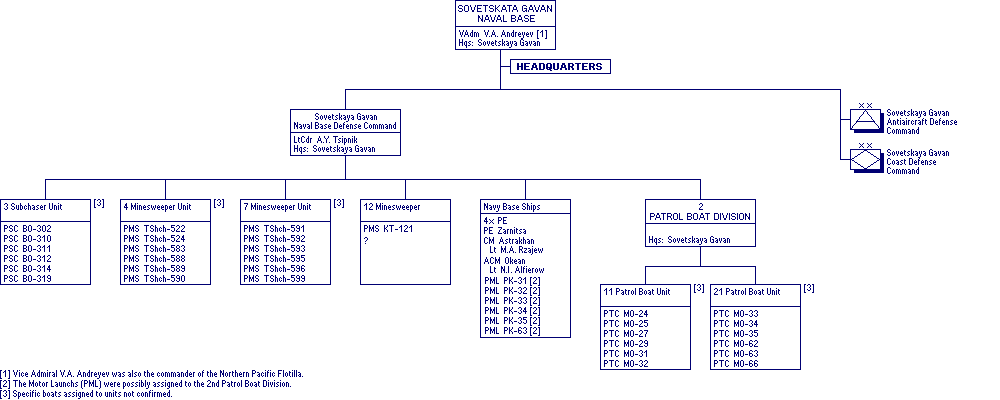 SOVETSKATA GAVAN
NAVAL BASE
VAdm V.A. Andreyev [1]
Hqs: Sovetskaya Gavan
HEADQUARTERS
Sovetskaya Gavan
Naval Base Defense Command
LtCdr A.Y. Tsipnik
Hqs: Sovetskaya Gavan
XX
Sovetskaya Gavan
Antiaircraft Defense
Command
XX
Sovetskaya Gavan
Coast Defense
Command
3 Subchaser Unit [3]
PSC BO-302
PSC BO-310
PSC BO-311
PSC BO-312
PSC BO-314
PSC BO-319
4 Minesweeper Unit [3]
PMS TShch-522
PMS TShch-524
PMS TShch-583
PMS TShch-588
PMS TShch-589
PMS TShch-590
7 Minesweeper Unit [3]
PMS TShch-591
PMS TShch-592
PMS TShch-593
PMS TShch-595
PMS TShch-596
PMS TShch-599
12 Minesweeper
PMS KT-121
?
Navy Base Ships
4x PE
PE Zarnitsa
CM Astrakhan
Lt M.A. Rzajew
ACM Okean
Lt N.I. Alfierow
PML PK-31 [2]
PML PK-32 [2]
PML PK-33 [2]
PML PK-34 [2]
PML PK-35 [2]
PML PK-63 [2]
2
PATROL BOAT DIVISION
Hqs: Sovetskaya Gavan
11 Patrol Boat Unit [3]
PTC MO-24
PTC MO-25
PTC MO-27
PTC MO-29
PTC MO-31
PTC MO-32
21 Patrol Boat Unit [3]
PTC MO-33
PTC MO-34
PTC MO-35
PTC MO-62
PTC MO-63
PTC MO-66
[1] Vice Admiral V.A. Andreyev was also the commander of the Northern Pacific Flotilla.
[2] The Motor Launchs (PML) were possibly assigned to the 2nd Patrol Boat Division.
[3] Specific boats assigned to units not confirmed.